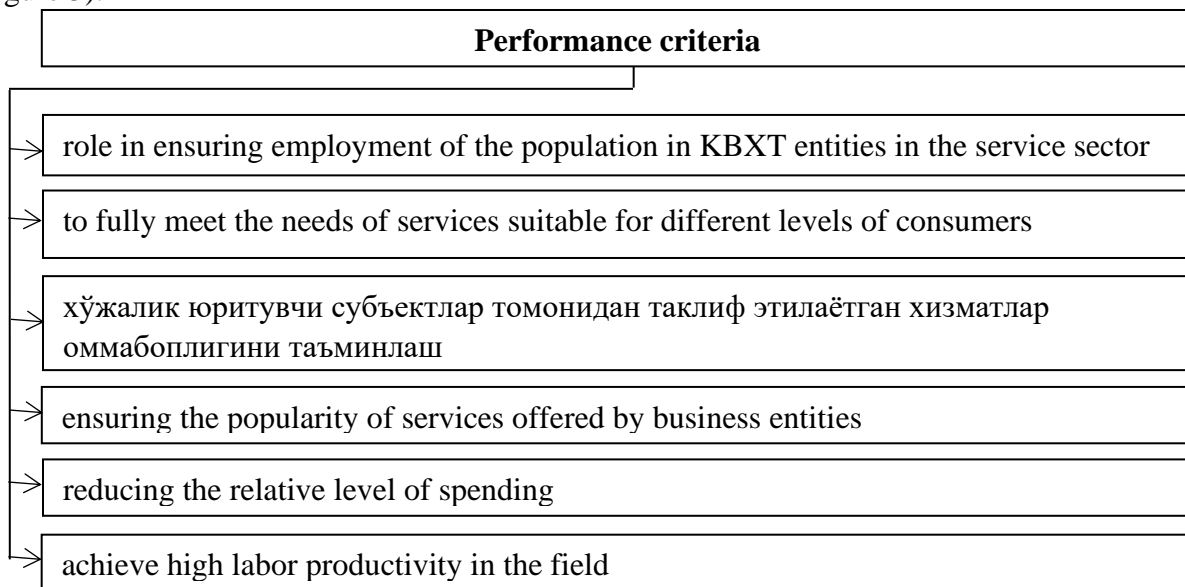 Performance criteria
role in ensuring employment of the population in KBXT entities in the service sector
to fully meet the needs of services suitable for different levels of consumers
хўжалик юритувчи субъектлар томонидан таклиф этилаётган хизматлар
оммабоплигини таъминлаш
ensuring the popularity of services offered by business entities
reducing the relative level of spending
achieve high labor productivity in the field